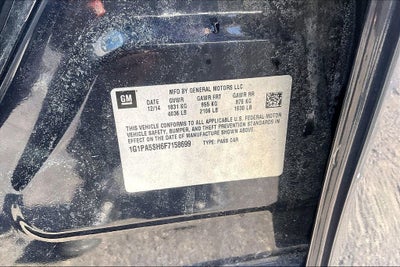 GM
MFD BY GENERAL MOTORS LLC
DATE GVWR GAWR FRT GAWR RR
12/14 1831 KG 955 KG 876 KG
4036 LB 2106 LB 1930 LB
THIS VEHICLE CONFORMS TO ALL APPLICABLE U.S. FEDERAL MOTOR
VEHICLE SAFETY, BUMPER, AND THEFT PREVENTION STANDARDS IN
EFFECT ON THE DATE OF MANUFACTURE SHOWN ABOVE.
1G1PA5SH6F7158699 TYPE: PASS CAR